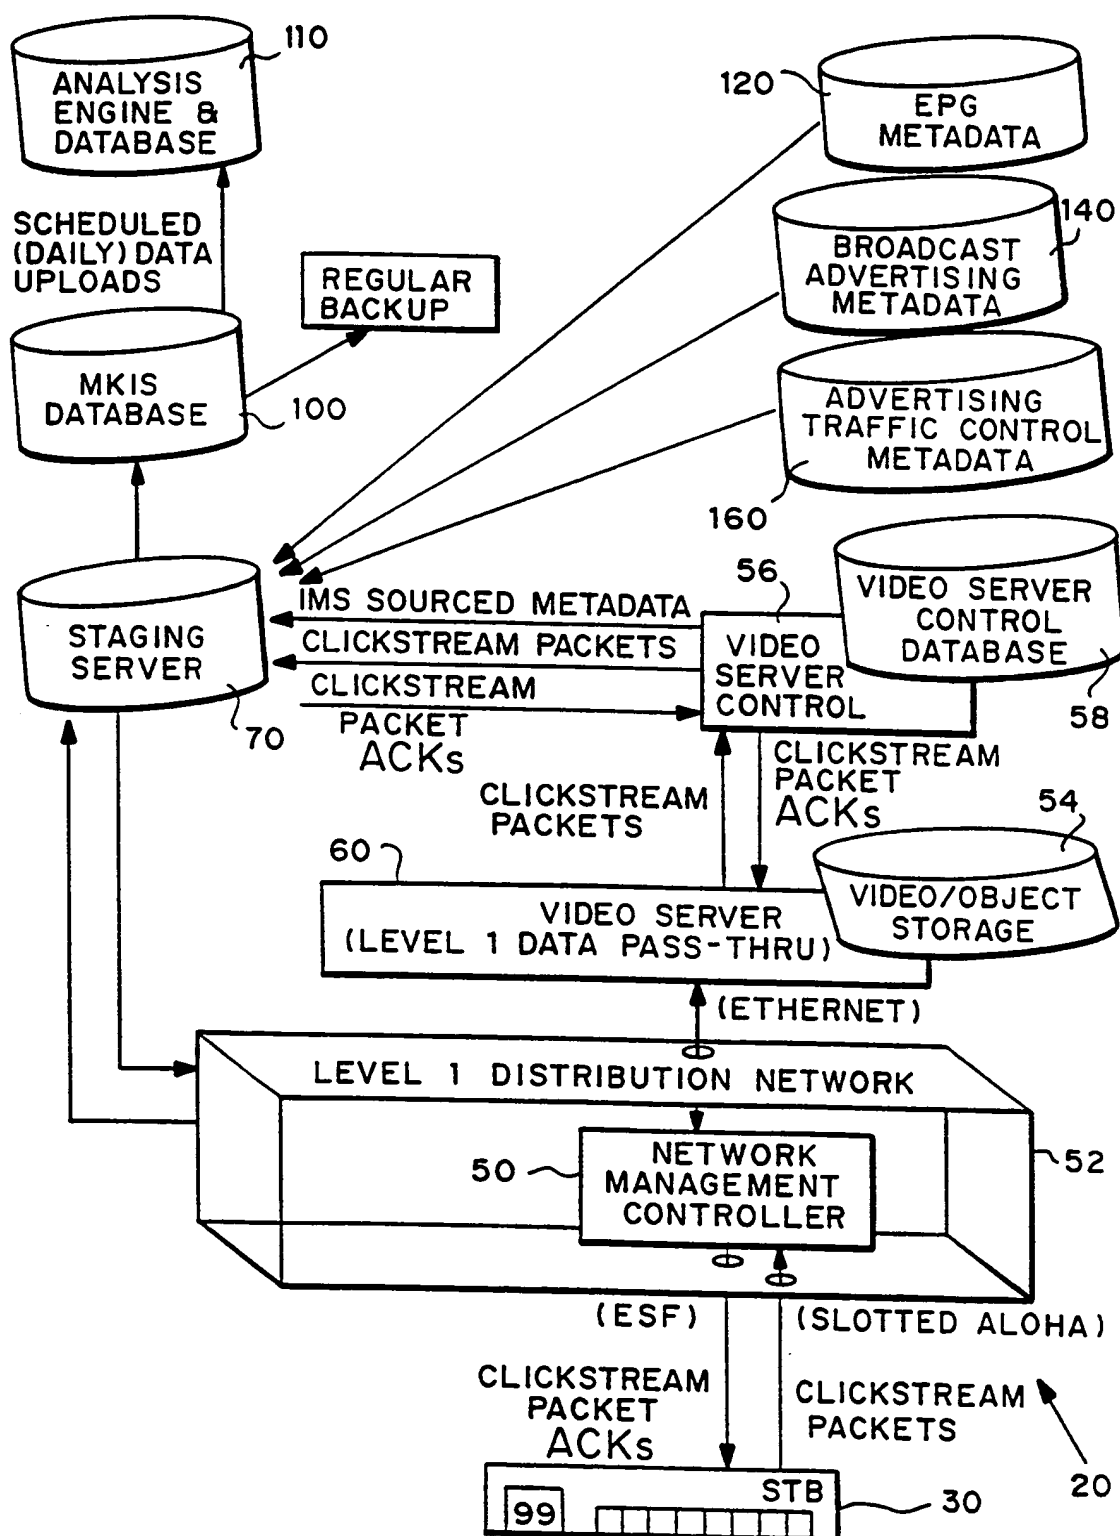 110
ANALYSIS
ENGINE &
DATABASE
120
EPG
METADATA
SCHEDULED
(DAILY) DATA
UPLOADS
140
BROADCAST
ADVERTISING
METADATA
REGULAR
BACKUP
MKIS
DATABASE
100
ADVERTISING
TRAFFIC CONTROL
METADATA
160
STAGING
SERVER
70
IMS SOURCED METADATA
CLICKSTREAM PACKETS
CLICKSTREAM
PACKET
ACKs
56
VIDEO
SERVER
CONTROL
VIDEO SERVER
CONTROL
DATABASE
58
CLICKSTREAM
PACKETS
CLICKSTREAM
PACKET
ACKs
54
VIDEO/OBJECT
STORAGE
60
VIDEO SERVER
(LEVEL 1 DATA PASS-THRU)
(ETHERNET)
LEVEL 1 DISTRIBUTION NETWORK
50
NETWORK
MANAGEMENT
CONTROLLER
52
(ESF)
(SLOTTED ALOHA)
CLICKSTREAM
PACKET
ACKs
CLICKSTREAM
PACKETS
20
STB
99
30